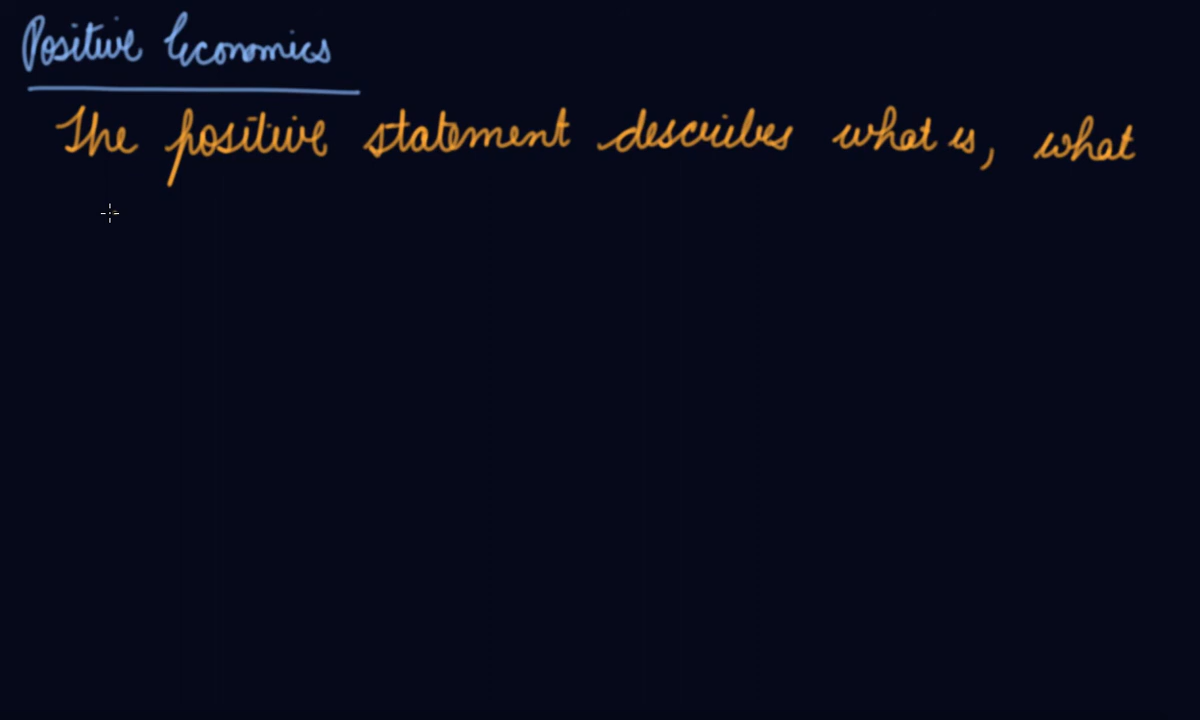 Positive Economics
The positive statement describes what is, what